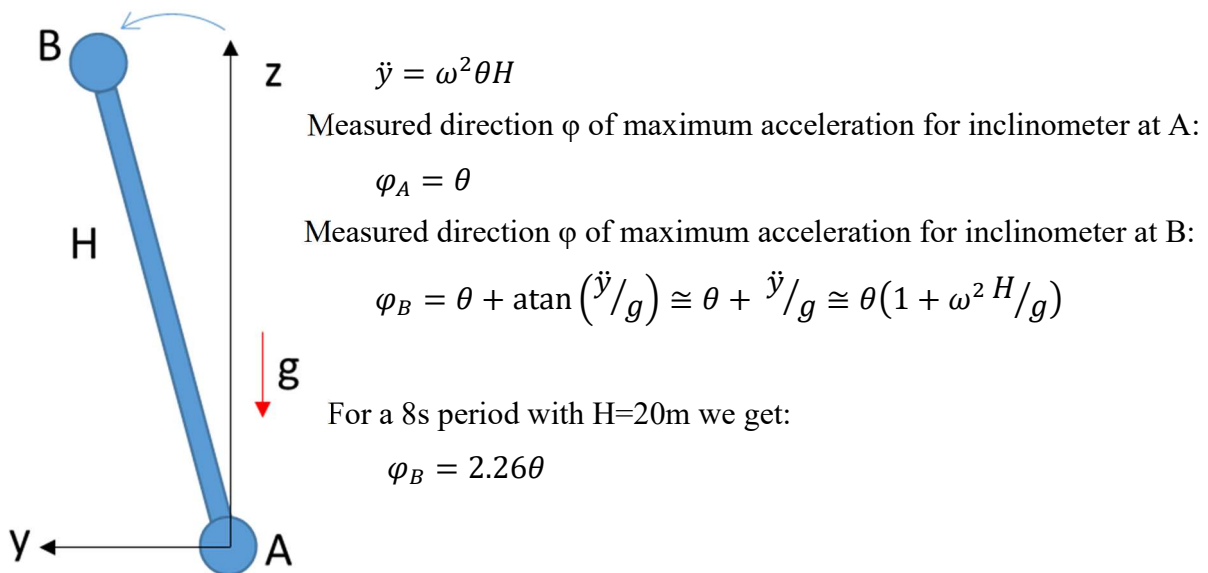 B
z
ÿ = ω²θH
Measured direction φ of maximum acceleration for inclinometer at A:
φ_A = θ
Measured direction φ of maximum acceleration for inclinometer at B:
H
φ_B = θ + atan(ÿ/g) ≅ θ + ÿ/g ≅ θ(1 + ω² H/g)
g
For a 8s period with H=20m we get:
φ_B = 2.26θ
y
A